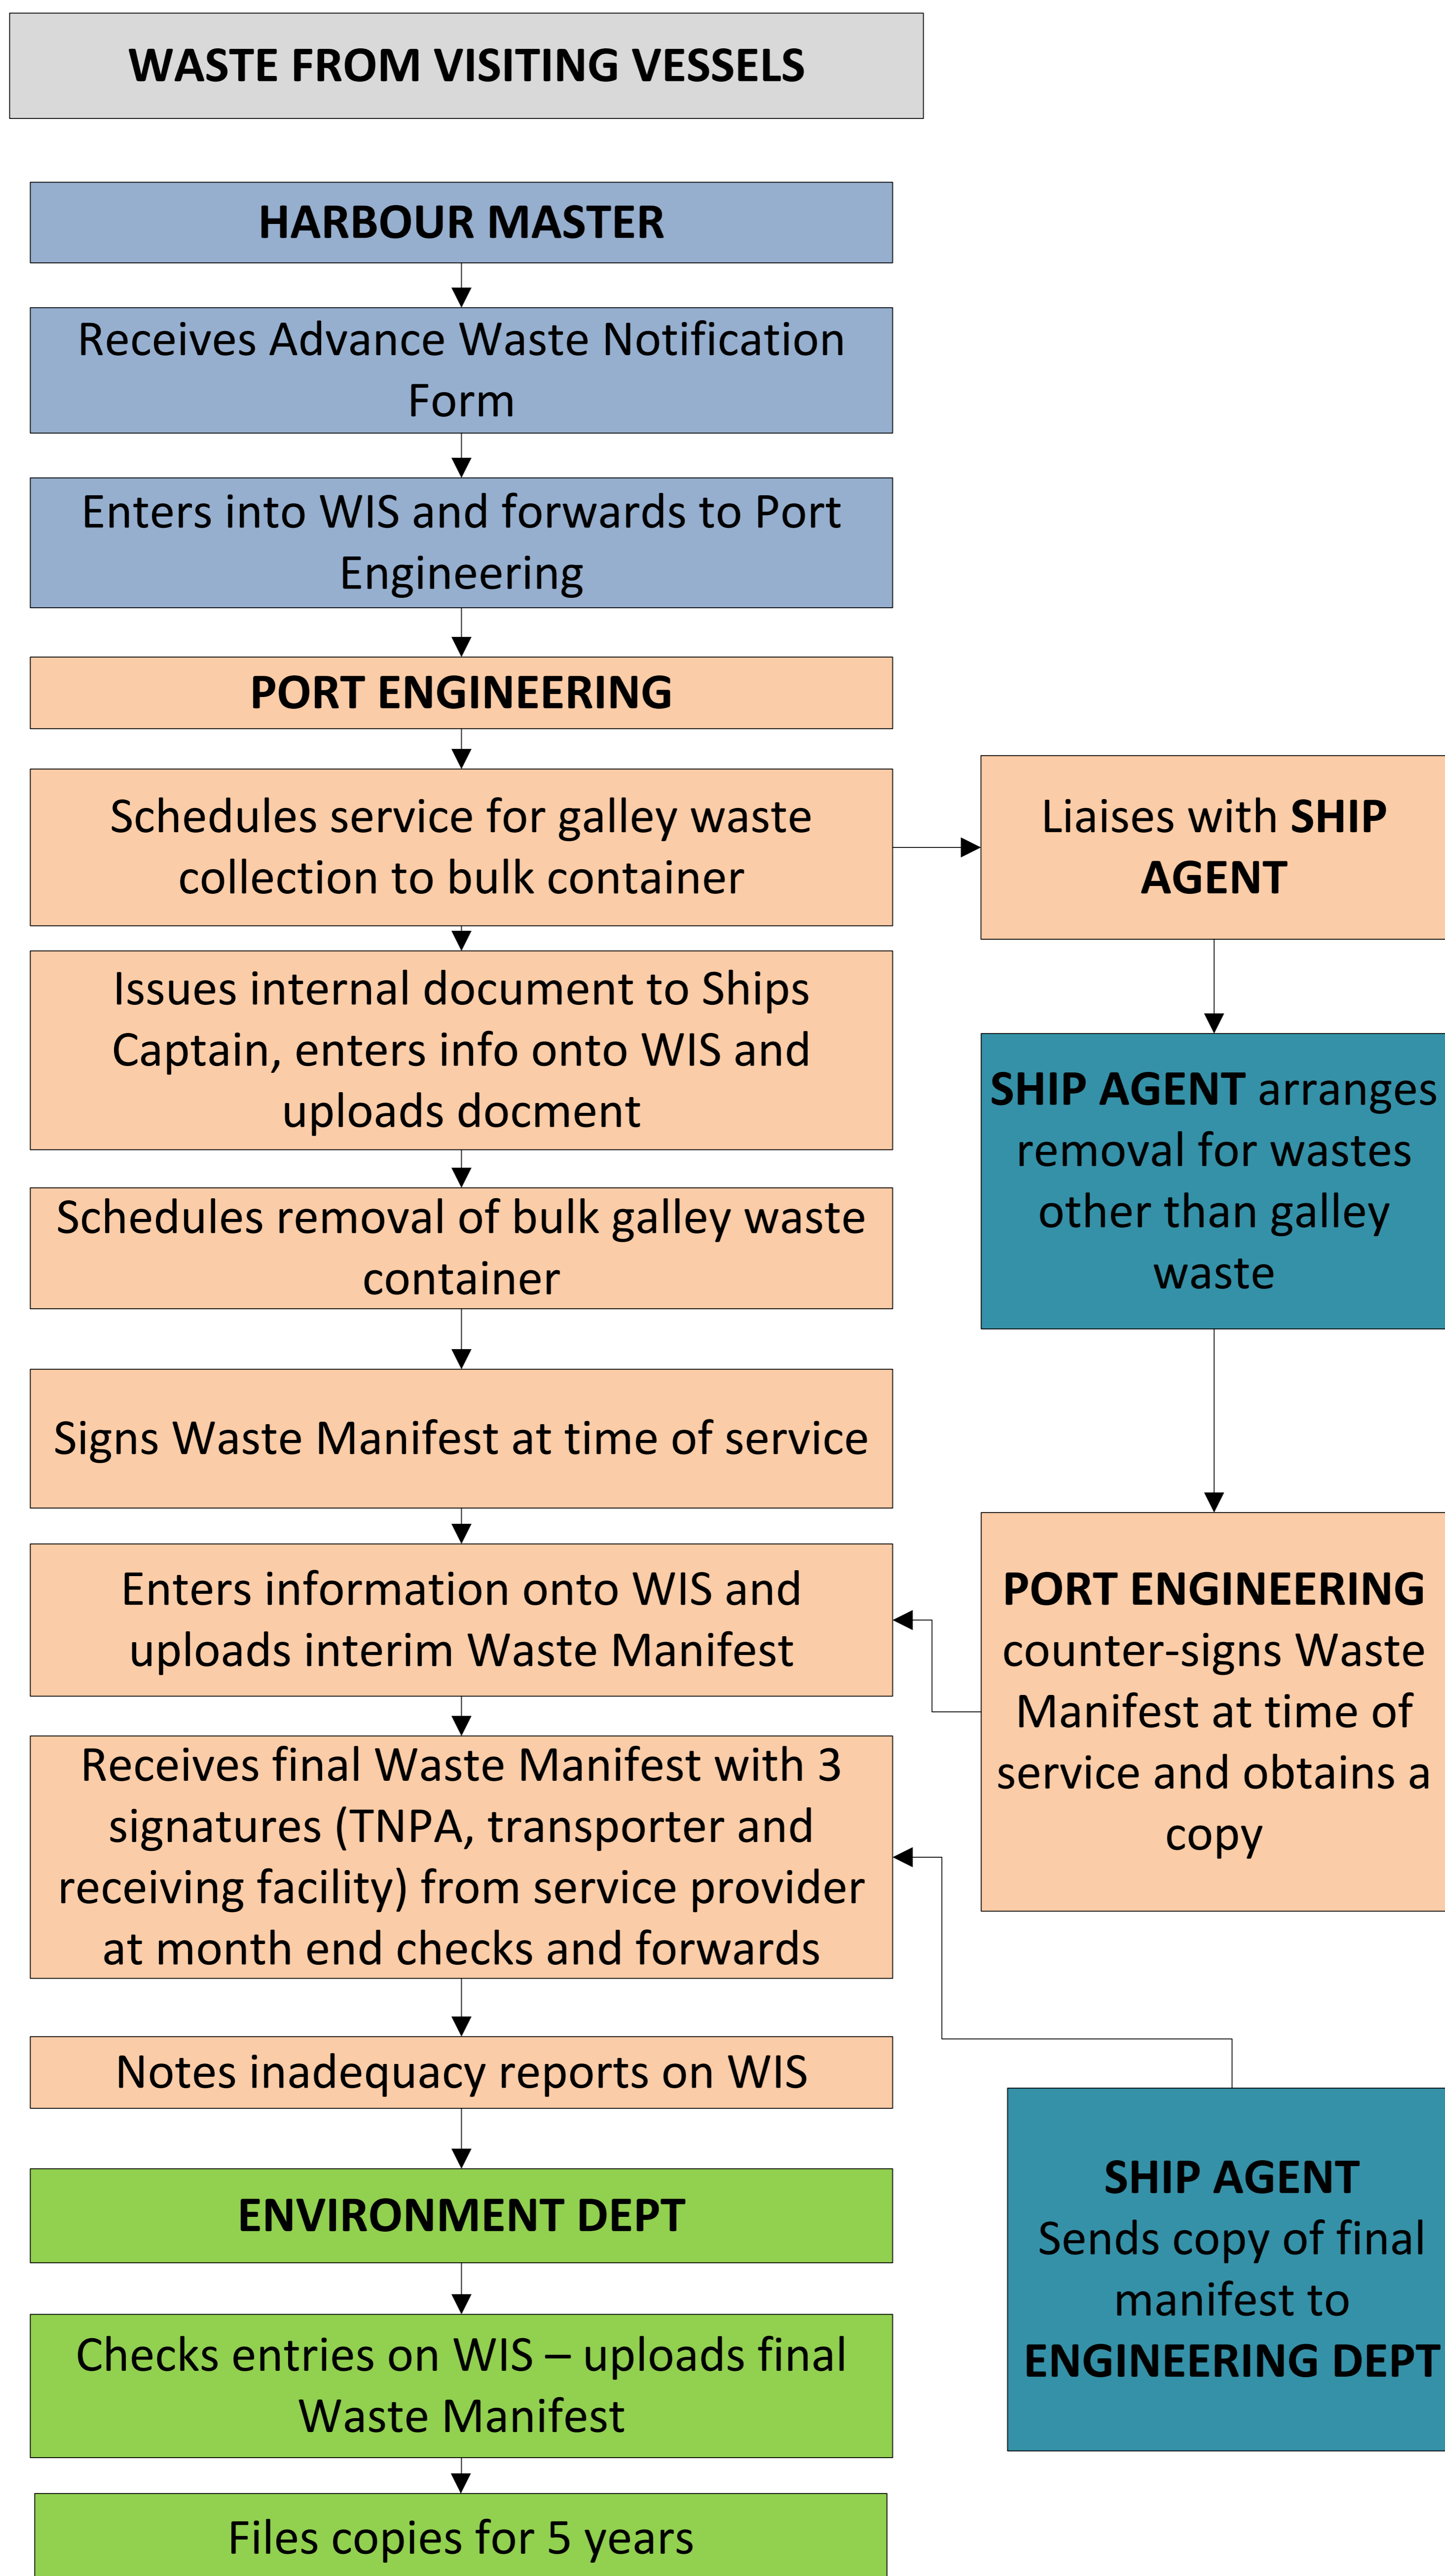 WASTE FROM VISITING VESSELS
HARBOUR MASTER
Receives Advance Waste Notification
Form
Enters into WIS and forwards to Port
Engineering
PORT ENGINEERING
Schedules service for galley waste
collection to bulk container
Liaises with SHIP
AGENT
Issues internal document to Ships
Captain, enters info onto WIS and
uploads docment
SHIP AGENT arranges
removal for wastes
other than galley
waste
Schedules removal of bulk galley waste
container
Signs Waste Manifest at time of service
Enters information onto WIS and
uploads interim Waste Manifest
PORT ENGINEERING
counter-signs Waste
Manifest at time of
service and obtains a
copy
Receives final Waste Manifest with 3
signatures (TNPA, transporter and
receiving facility) from service provider
at month end checks and forwards
Notes inadequacy reports on WIS
SHIP AGENT
Sends copy of final
manifest to
ENGINEERING DEPT
ENVIRONMENT DEPT
Checks entries on WIS – uploads final
Waste Manifest
Files copies for 5 years